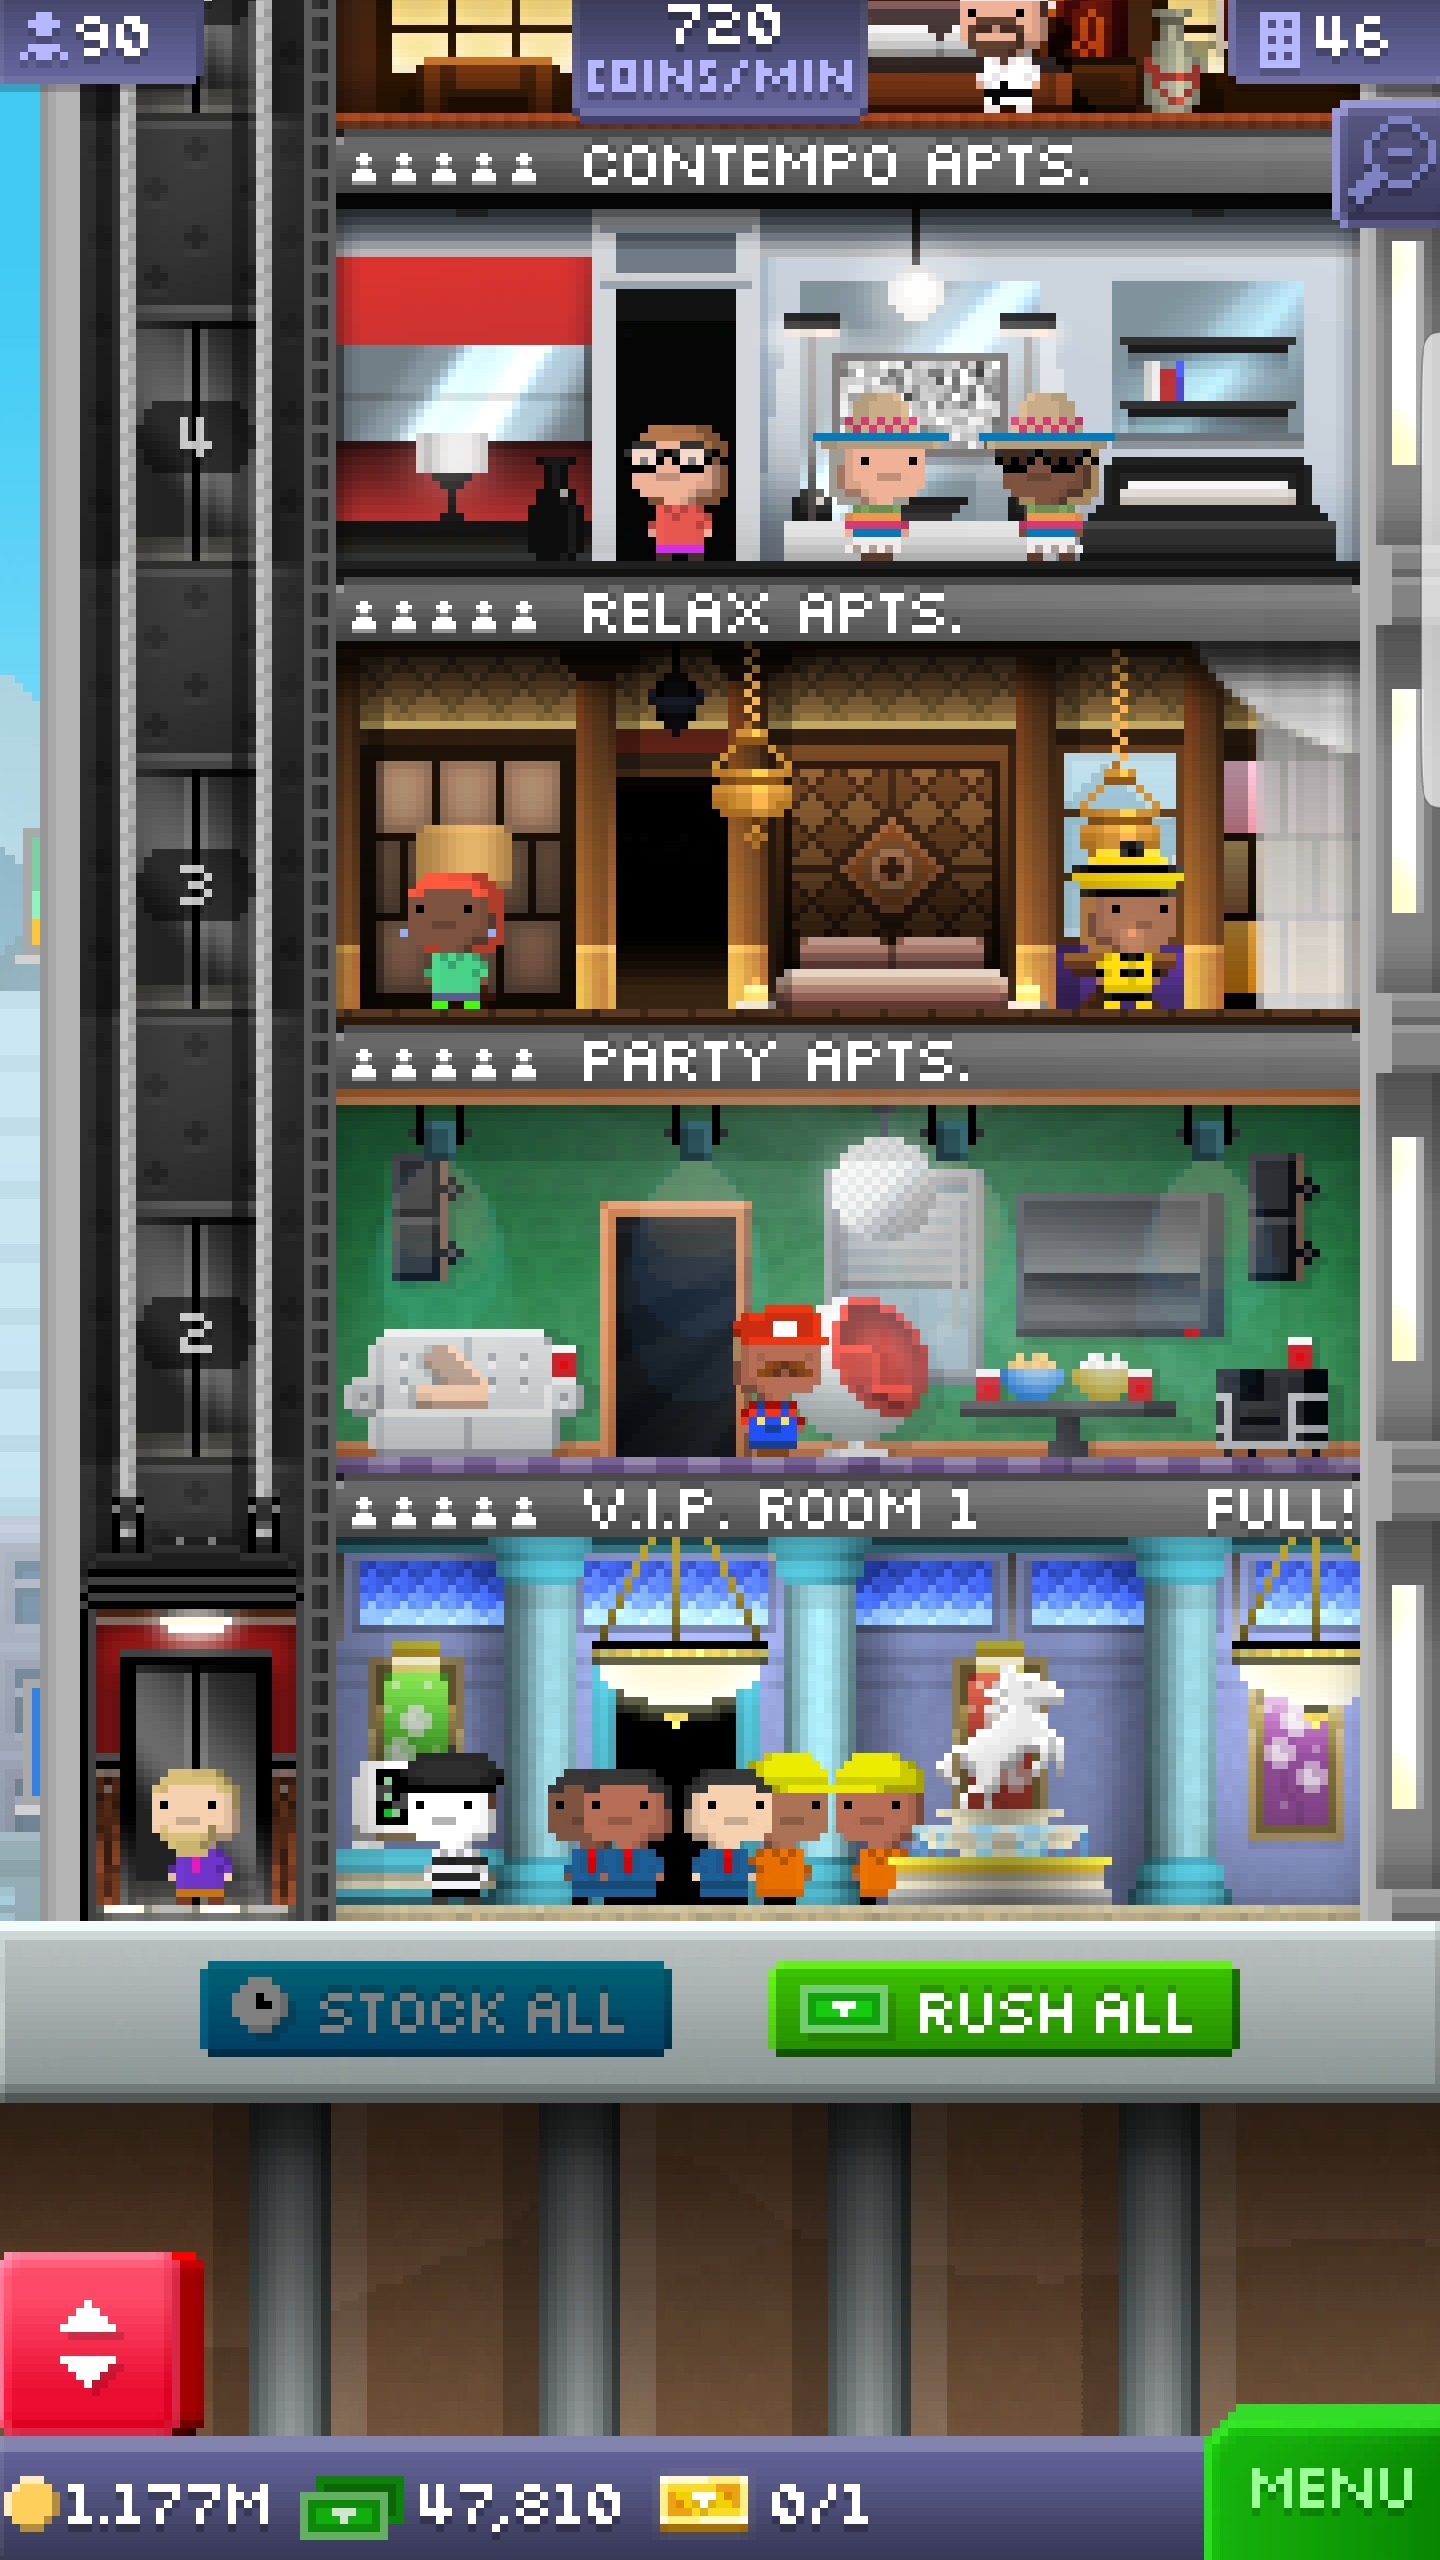 90
720
COINS/MIN
46
CONTEMPO APTS.
4
RELAX APTS.
3
PARTY APTS.
2
V.I.P. ROOM 1 FULL!
STOCK ALL
RUSH ALL
1.177M 47,810 0/1
MENU